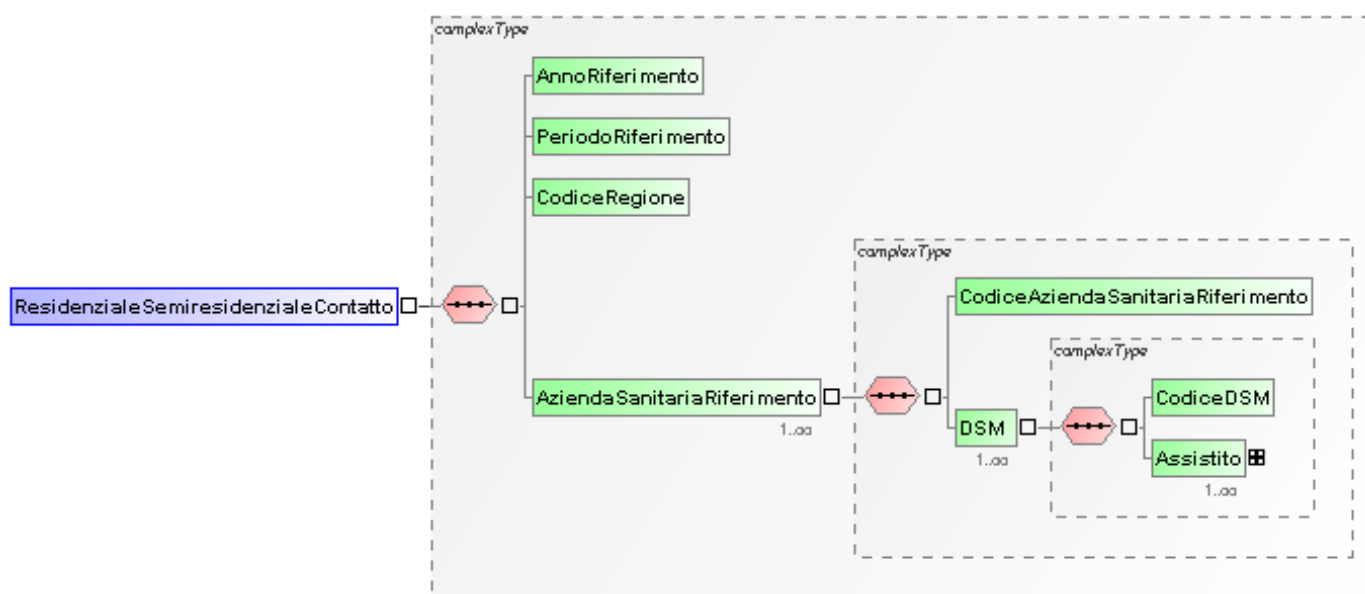 complexType
AnnoRiferimento
PeriodoRiferimento
CodiceRegione
ResidenzialeSemiresidenzialeContatto
AziendaSanitariaRiferimento
1..∞
complexType
CodiceAziendaSanitariaRiferimento
DSM
1..∞
complexType
CodiceDSM
Assistito
1..∞